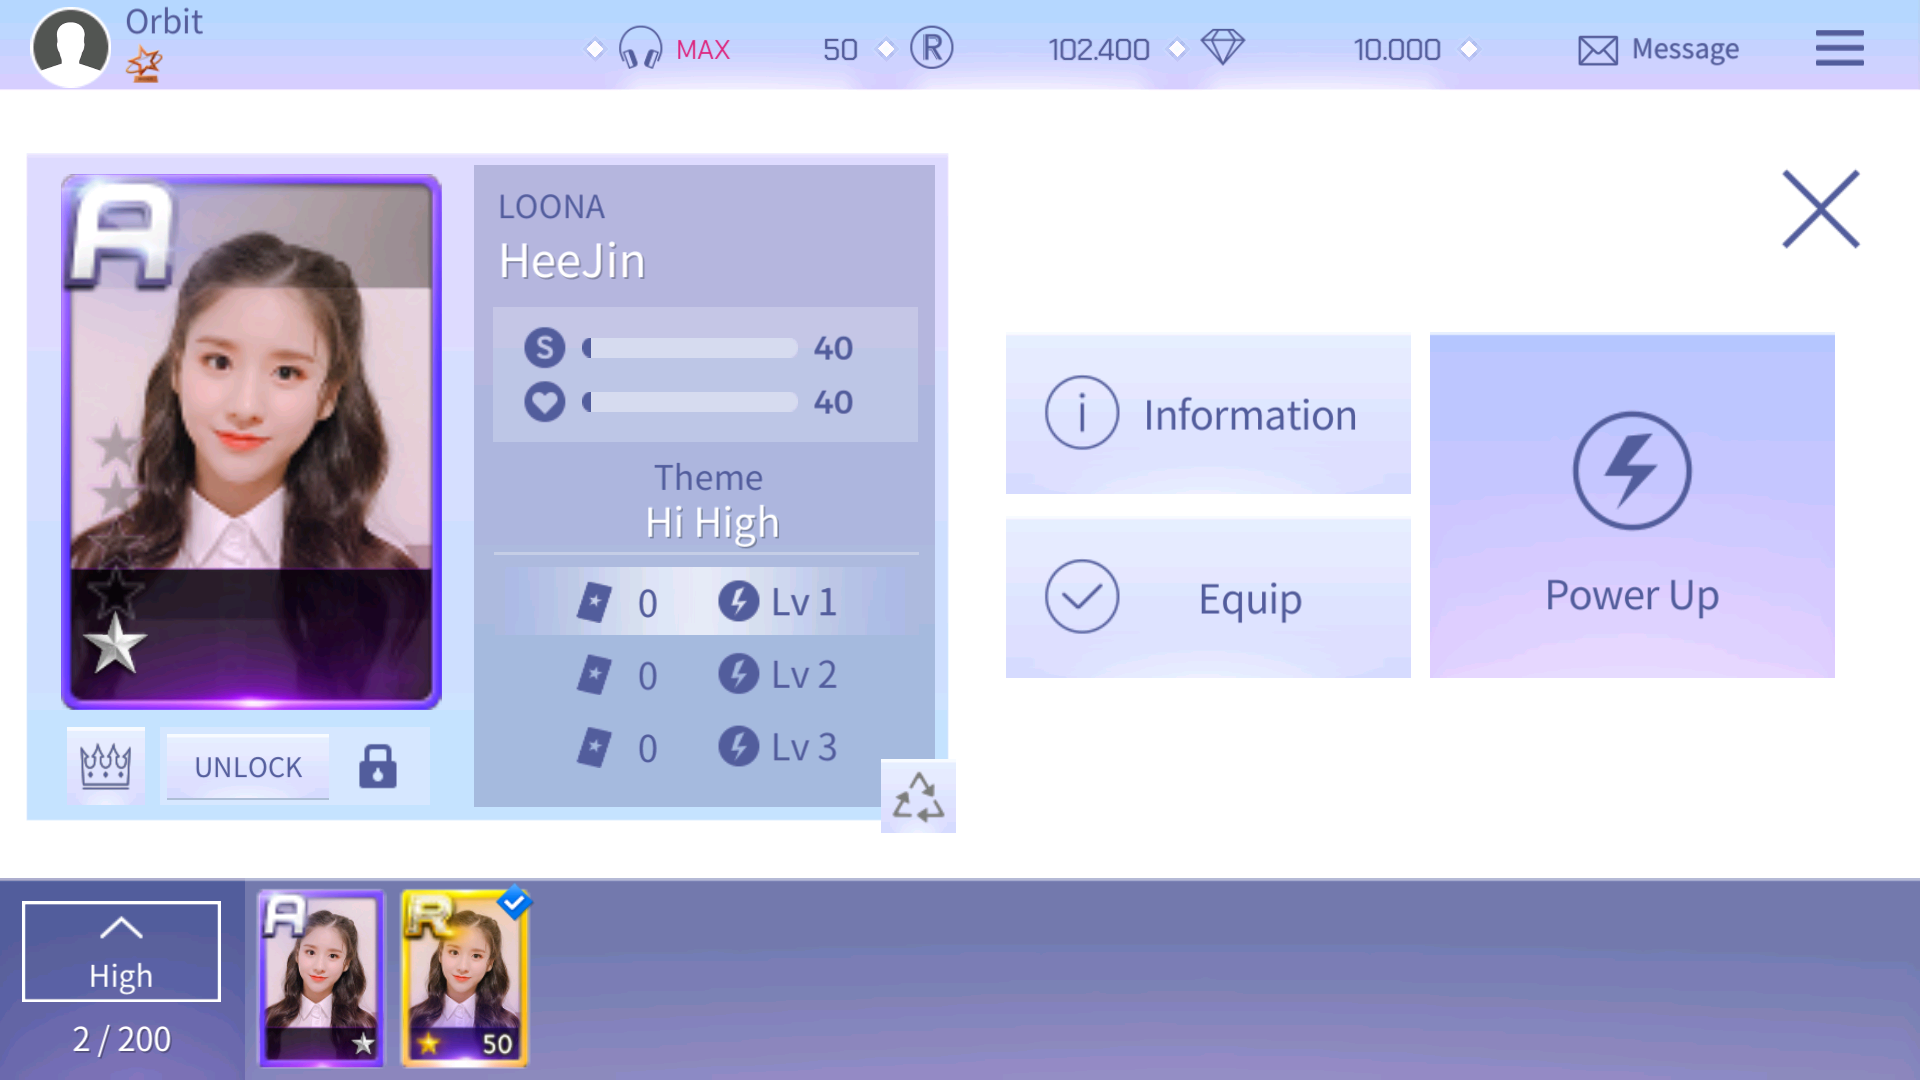 Orbit
MAX
50
R
102.400
10.000
Message
A
LOONA
HeeJin
S
40
40
Theme
Hi High
0
Lv 1
0
Lv 2
0
Lv 3
UNLOCK
i
Information
Equip
Power Up
High
2 / 200
A
R
50